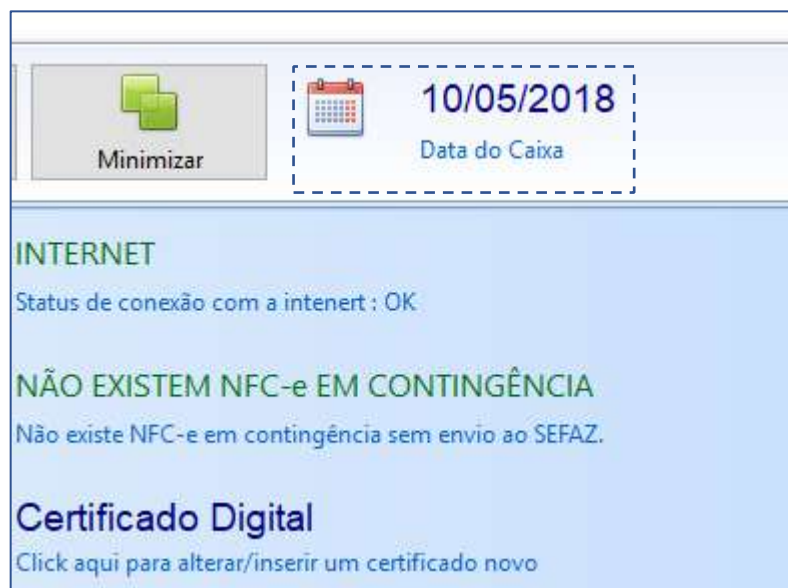 Minimizar
10/05/2018
Data do Caixa
INTERNET
Status de conexão com a intenert : OK
NÃO EXISTEM NFC-e EM CONTINGÊNCIA
Não existe NFC-e em contingência sem envio ao SEFAZ.
Certificado Digital
Click aqui para alterar/inserir um certificado novo